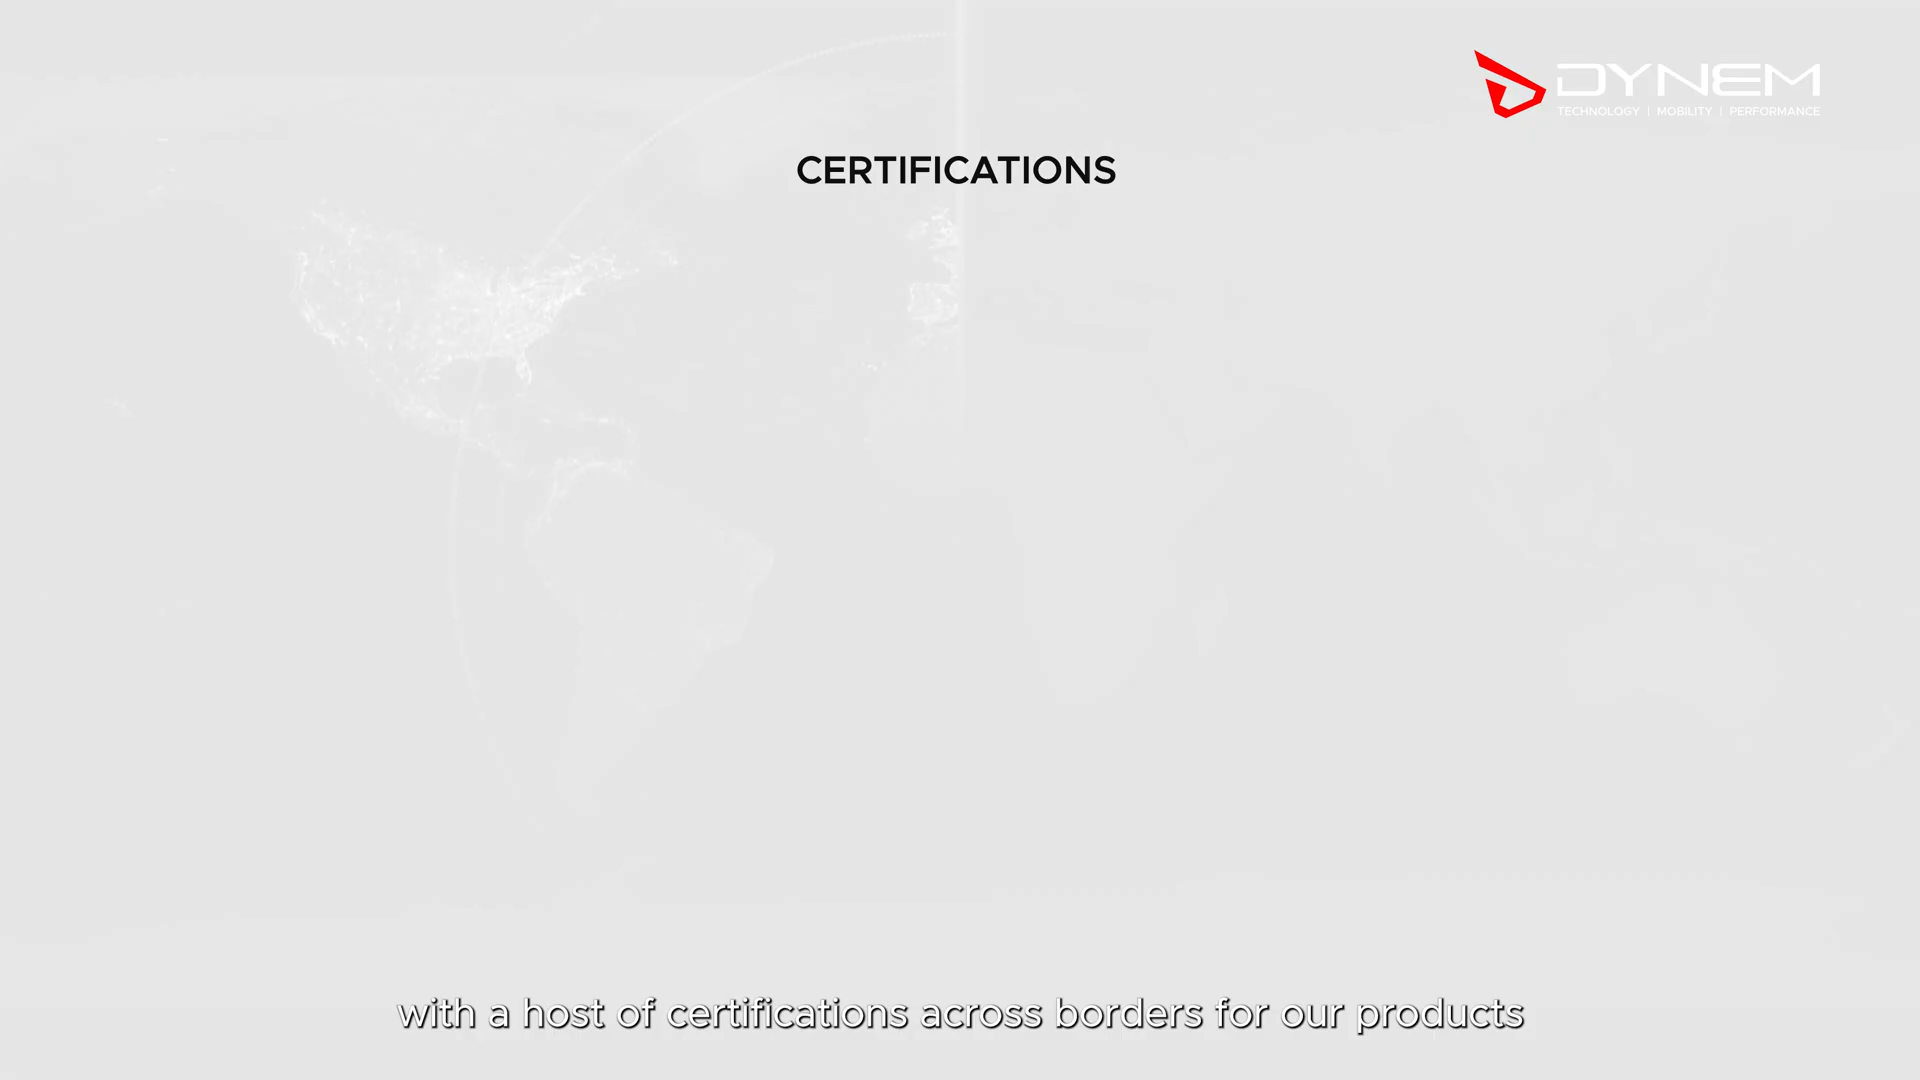 DYNEM
TECHNOLOGY | MOBILITY | PERFORMANCE
CERTIFICATIONS
with a host of certifications across borders for our products